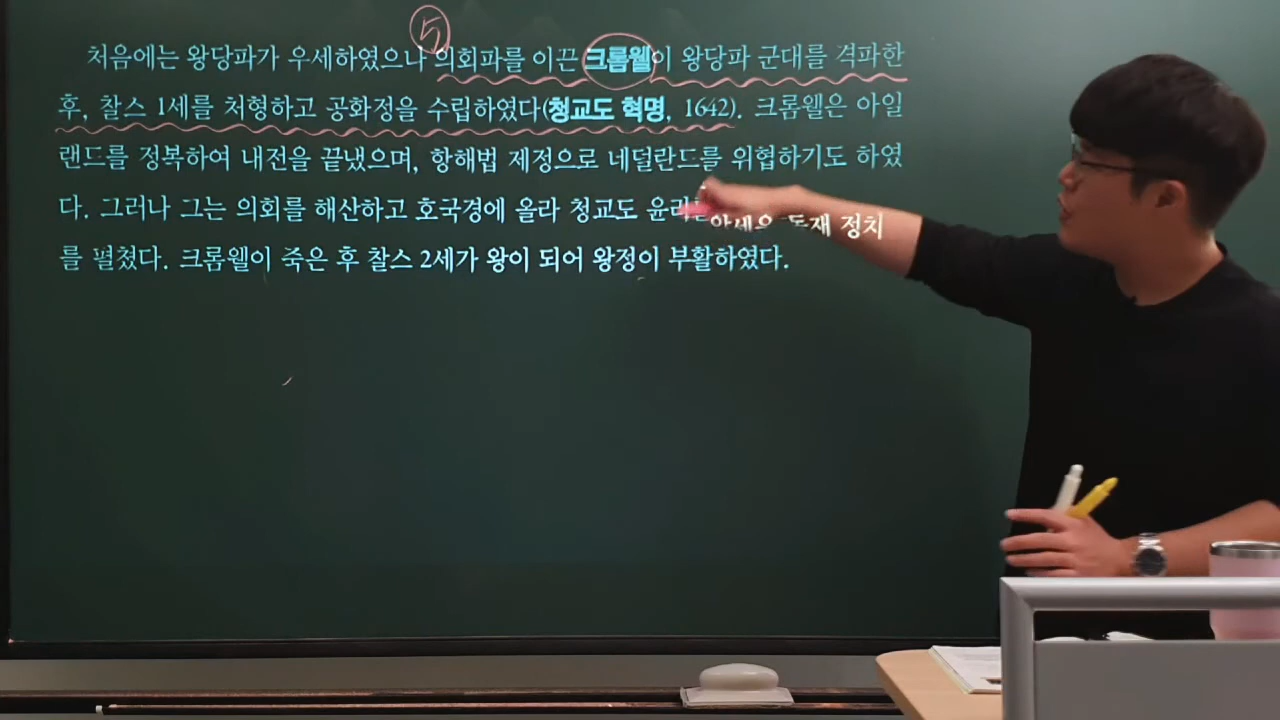 ⑤
처음에는 왕당파가 우세하였으나 의회파를 이끈 크롬웰이 왕당파 군대를 격파한
후, 찰스 1세를 처형하고 공화정을 수립하였다(청교도 혁명, 1642). 크롬웰은 아일
랜드를 정복하여 내전을 끝냈으며, 항해법 제정으로 네덜란드를 위협하기도 하였
다. 그러나 그는 의회를 해산하고 호국경에 올라 청교도 윤리를 앞세운 독재 정치
를 펼쳤다. 크롬웰이 죽은 후 찰스 2세가 왕이 되어 왕정이 부활하였다.